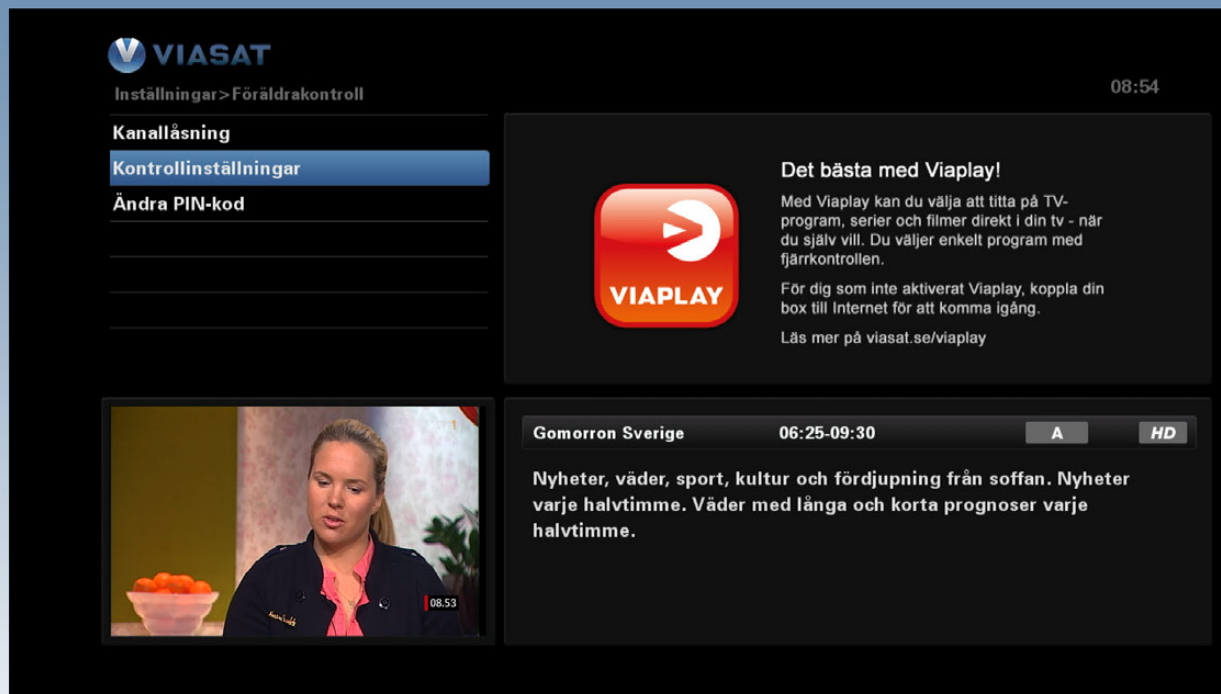 VIASAT
Inställningar>Föräldrakontroll
08:54
Kanallåsning
Kontrollinställningar
Ändra PIN-kod
VIAPLAY
Det bästa med Viaplay!
Med Viaplay kan du välja att titta på TV-
program, serier och filmer direkt i din tv - när
du själv vill. Du väljer enkelt program med
fjärrkontrollen.
För dig som inte aktiverat Viaplay, koppla din
box till Internet för att komma igång.
Läs mer på viasat.se/viaplay
08.53
Gomorron Sverige 06:25-09:30 A HD
Nyheter, väder, sport, kultur och fördjupning från soffan. Nyheter
varje halvtimme. Väder med långa och korta prognoser varje
halvtimme.